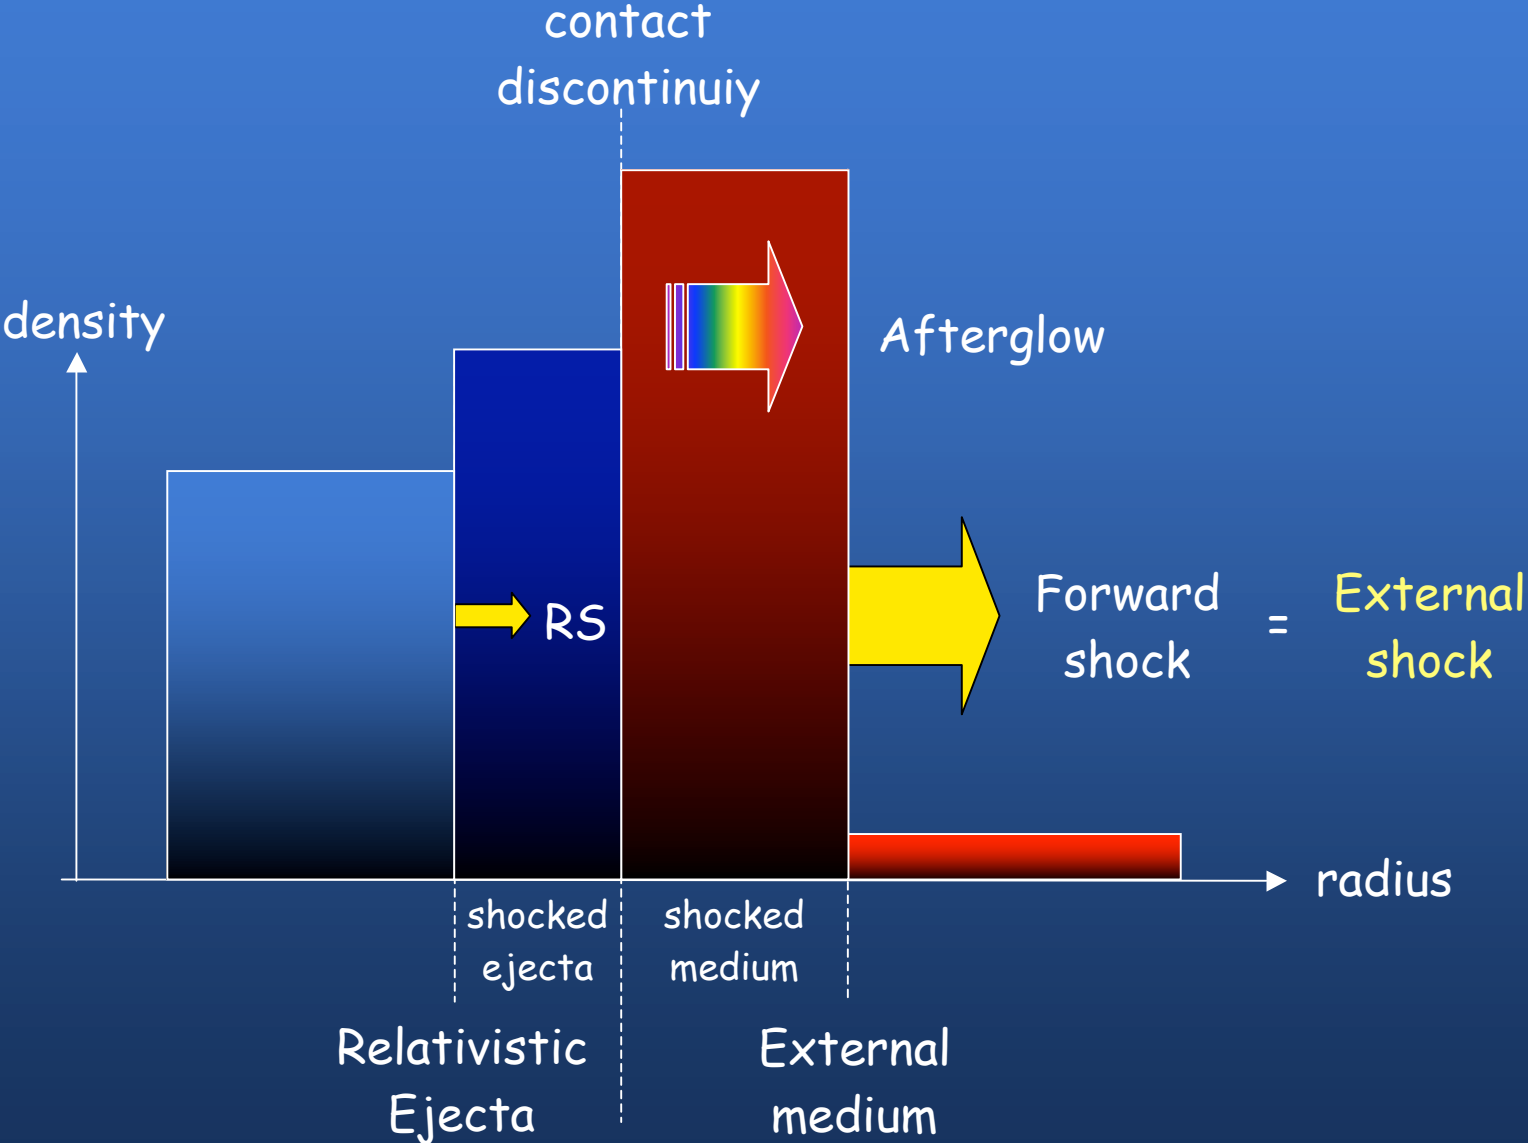 contact
discontinuiy
density
Afterglow
RS
Forward
shock
=
External
shock
radius
shocked
ejecta
shocked
medium
Relativistic
Ejecta
External
medium